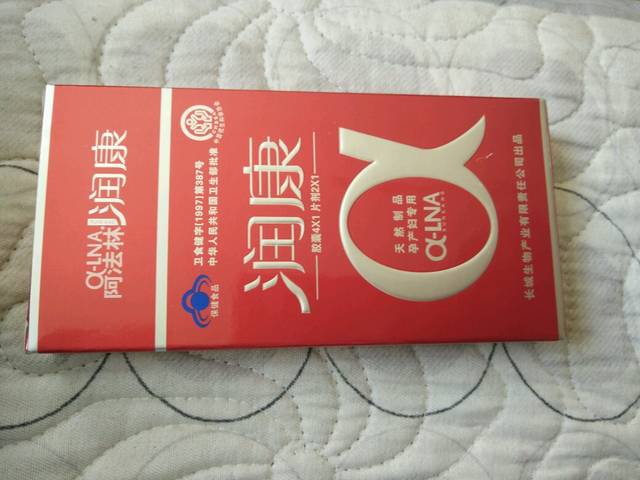 α-LNA
阿法林润康
卫食健字[1997]第387号
中华人民共和国卫生部批准
保健食品
润康
胶囊4X1 片剂2X1
天然制品
孕产妇专用
α-LNA
长城生物产业有限责任公司出品